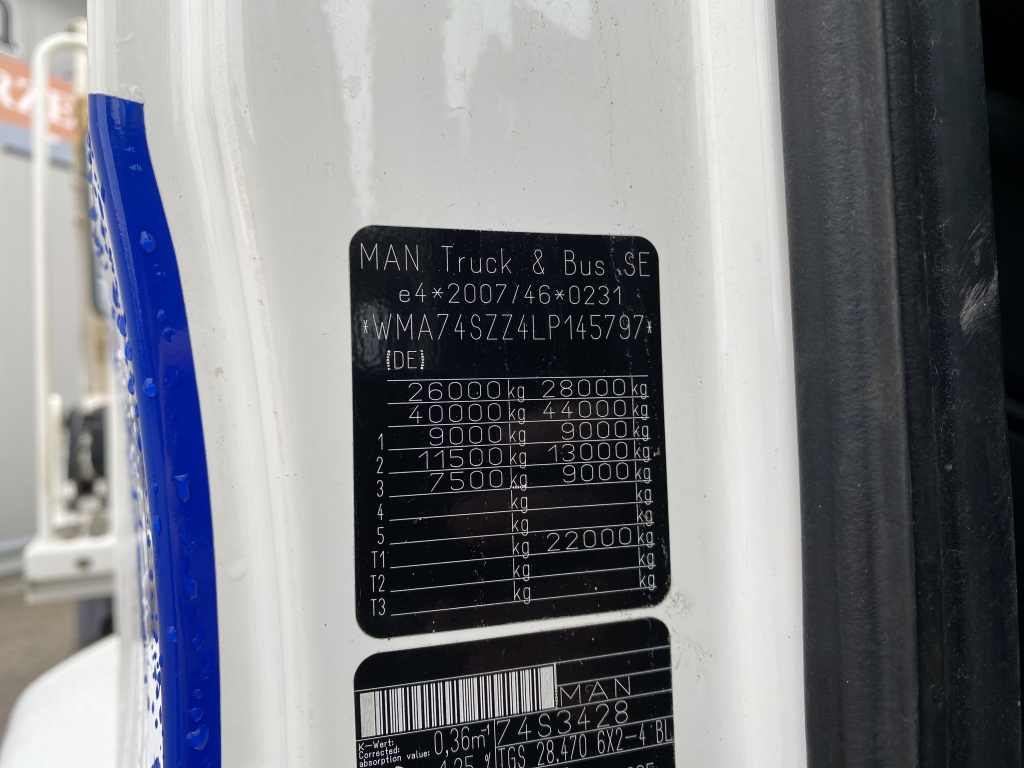 MAN Truck & Bus SE
e4*2007/46*0231
*WMA74SZZ4LP145797*
(DE)
26000 kg 28000 kg
40000 kg 44000 kg
1 9000 kg 9000 kg
2 11500 kg 13000 kg
3 7500 kg 9000 kg
4 kg kg
5 kg kg
T1 kg 22000 kg
T2 kg kg
T3 kg kg
MAN
Z4S3428
K-Wert:
Corrected
absorption value: 0,36m⁻¹
TGS 28.470 6X2-4 BL